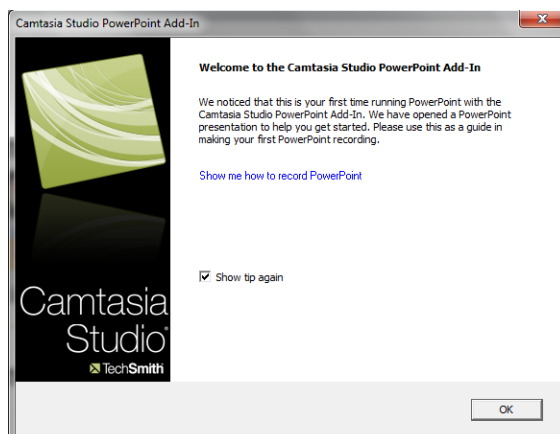 Camtasia Studio PowerPoint Add-In
Welcome to the Camtasia Studio PowerPoint Add-In
We noticed that this is your first time running PowerPoint with the
Camtasia Studio PowerPoint Add-In. We have opened a PowerPoint
presentation to help you get started. Please use this as a guide in
making your first PowerPoint recording.
Show me how to record PowerPoint
Show tip again
Camtasia
Studio®
TechSmith
OK